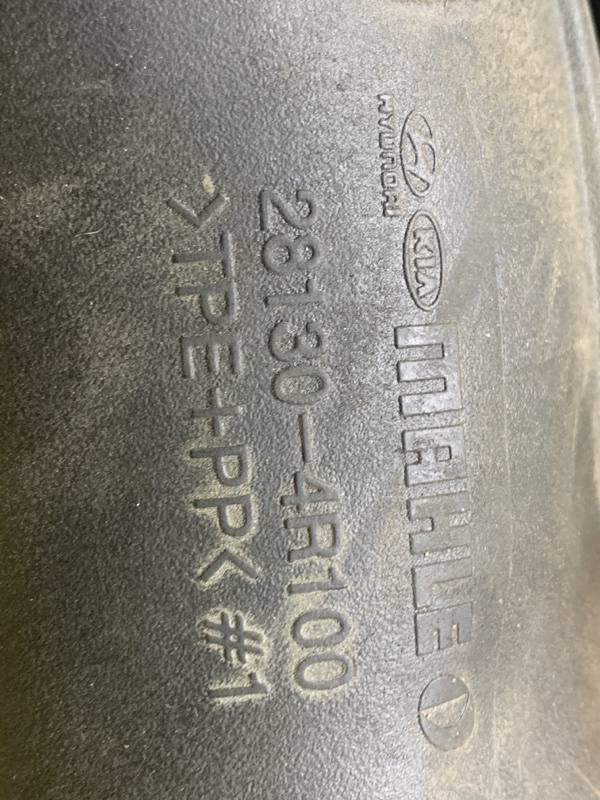 HYUNDAI KIA MAHLE
28130-4R100
>TPE+PP< #1